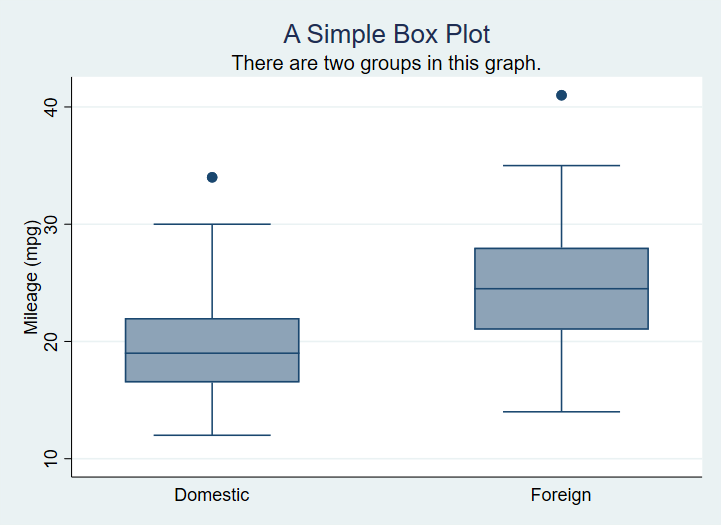 A Simple Box Plot
There are two groups in this graph.
Mileage (mpg)
40
30
20
10
Domestic
Foreign